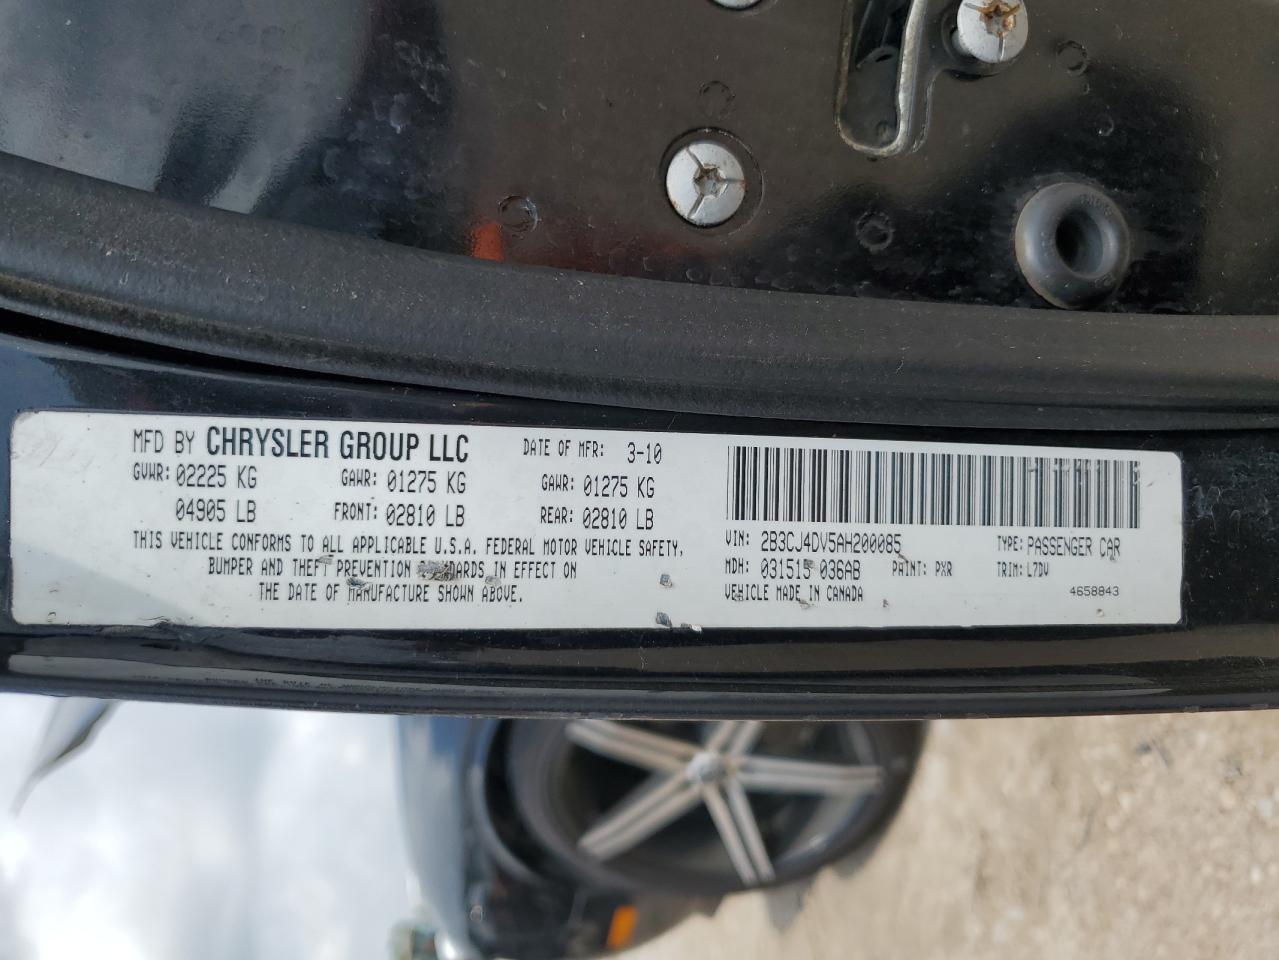 MFD BY CHRYSLER GROUP LLC DATE OF MFR: 3-10
GVWR: 02225 KG GAWR: 01275 KG GAWR: 01275 KG
04905 LB FRONT: 02810 LB REAR: 02810 LB
THIS VEHICLE CONFORMS TO ALL APPLICABLE U.S.A. FEDERAL MOTOR VEHICLE SAFETY,
BUMPER AND THEFT PREVENTION STANDARDS IN EFFECT ON
THE DATE OF MANUFACTURE SHOWN ABOVE.
VIN: 2B3CJ4DV5AH200085 TYPE: PASSENGER CAR
MDH: 031515 036AB PAINT: PXR TRIM: L7DV
VEHICLE MADE IN CANADA 4658843